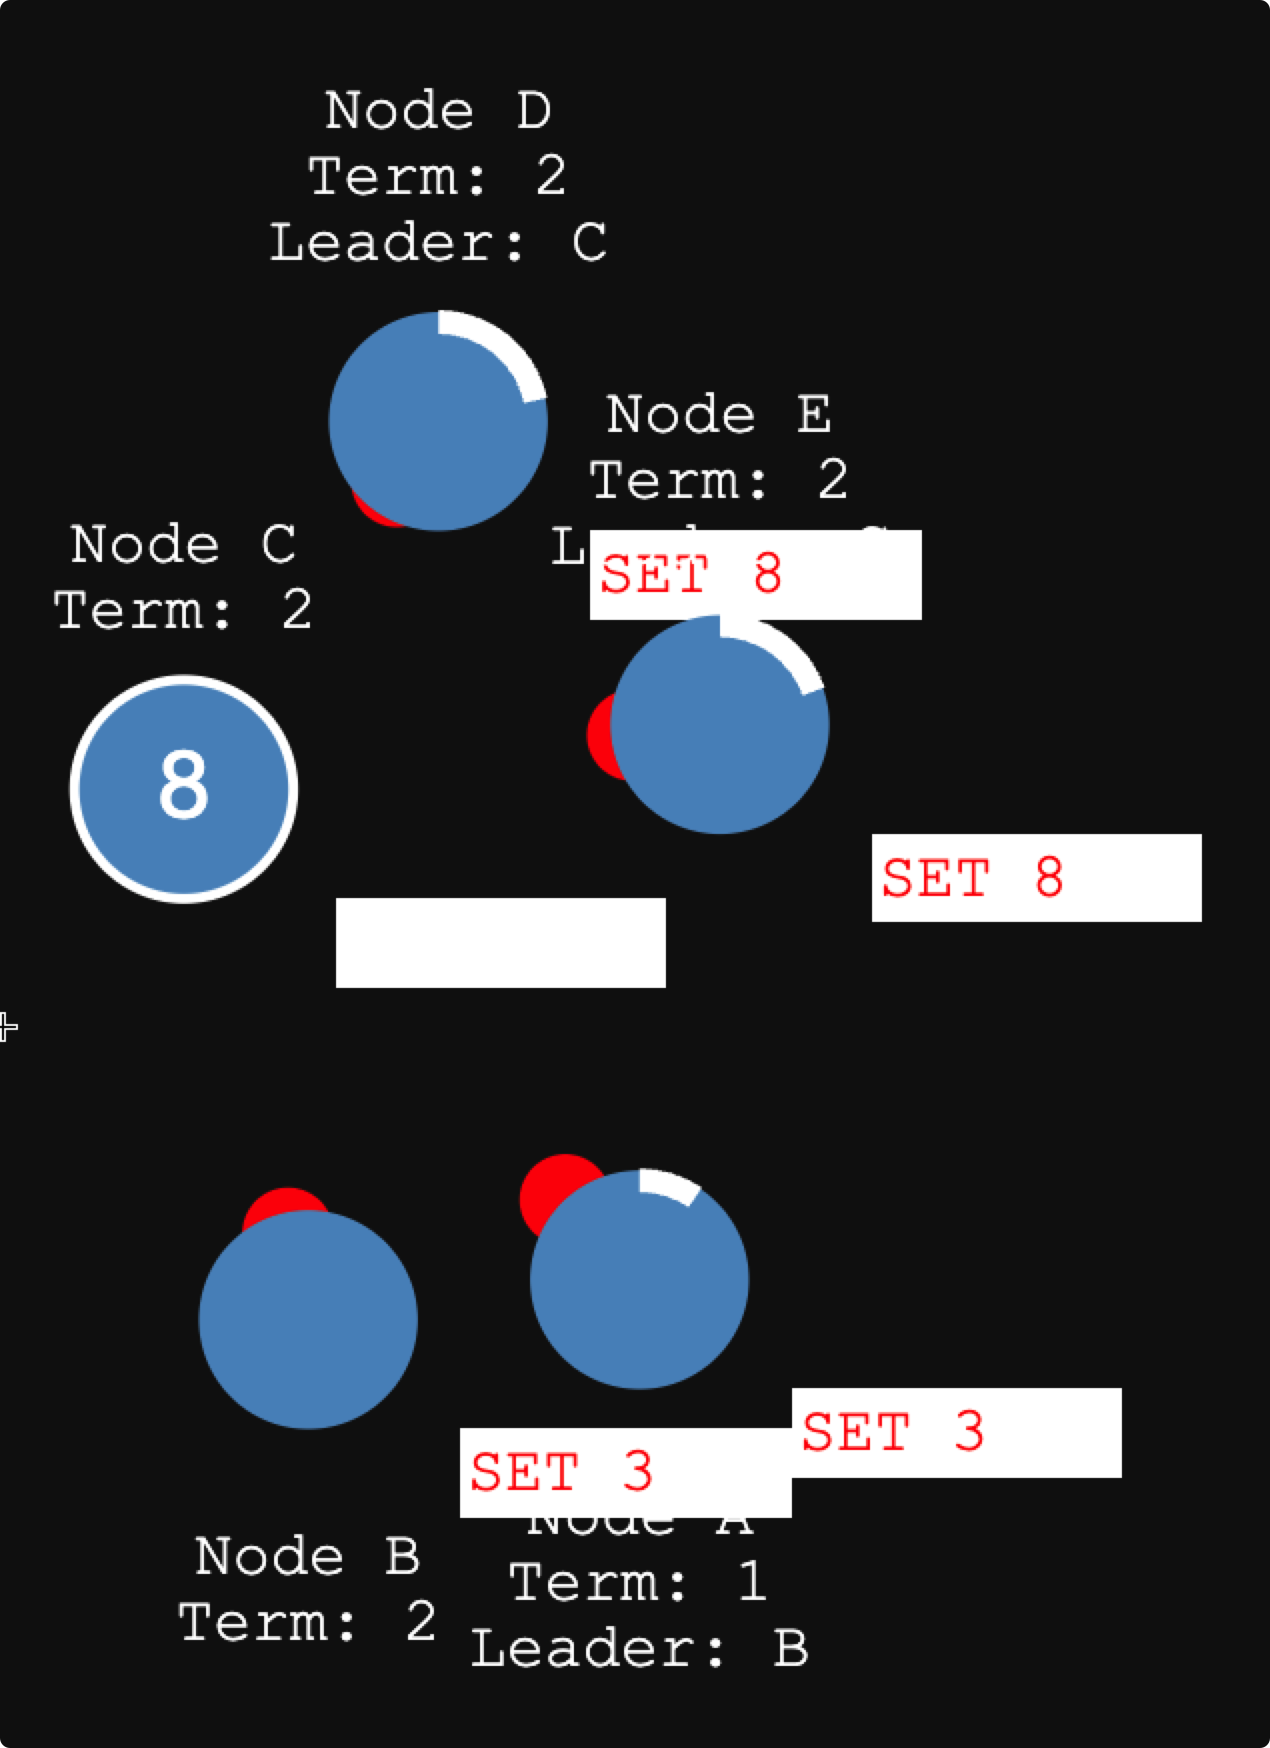 Node D
Term: 2
Leader: C
Node E
Term: 2
SET 8
Node C
Term: 2
8
SET 8
SET 3
SET 3
Node A
Node B
Term: 1
Term: 2
Leader: B